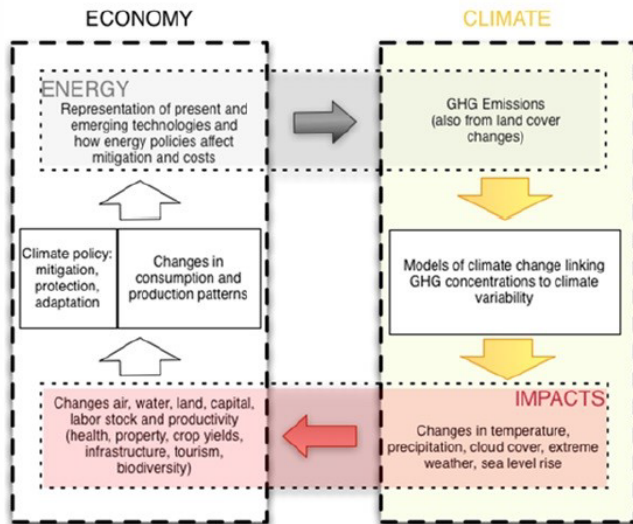 ECONOMY
CLIMATE
ENERGY
Representation of present and
emerging technologies and
how energy policies affect
mitigation and costs
GHG Emissions
(also from land cover
changes)
Climate policy:
mitigation,
protection,
adaptation
Changes in
consumption and
production patterns
Models of climate change linking
GHG concentrations to climate
variability
Changes air, water, land, capital,
labor stock and productivity
(health, property, crop yields,
infrastructure, tourism,
biodiversity)
IMPACTS
Changes in temperature,
precipitation, cloud cover, extreme
weather, sea level rise